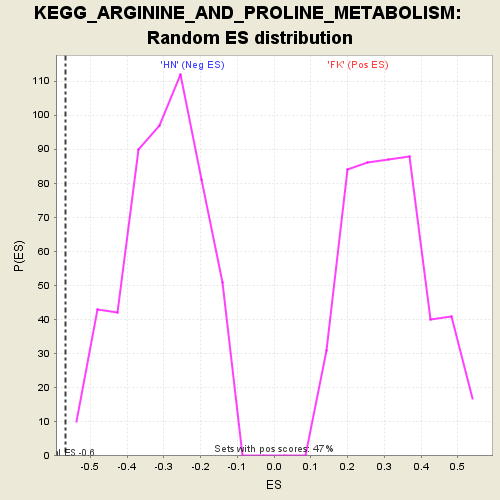 KEGG_ARGININE_AND_PROLINE_METABOLISM:
Random ES distribution
'HN' (Neg ES) 'FK' (Pos ES)
P(ES)
110
100
90
80
70
60
50
40
30
20
10
0
ES -0.6
Sets with pos scores: 47%
-0.5 -0.4 -0.3 -0.2 -0.1 0.0 0.1 0.2 0.3 0.4 0.5
ES